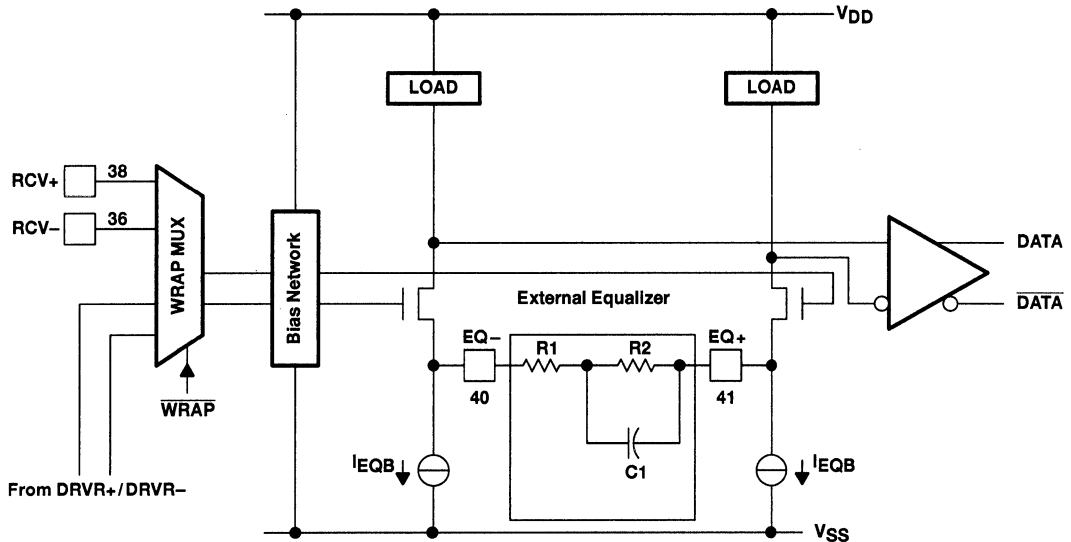 VDD
LOAD
LOAD
RCV+
38
RCV–
36
WRAP MUX
Bias Network
DATA
DATA
External Equalizer
EQ–
R1
R2
EQ+
40
41
WRAP
C1
IEQB
IEQB
From DRVR+/DRVR–
VSS